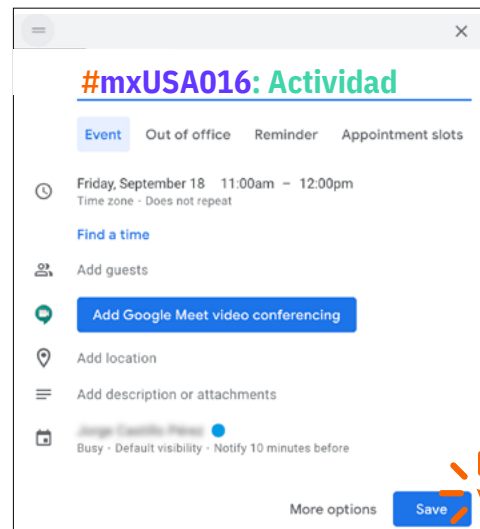 #mxUSA016: Actividad
Event Out of office Reminder Appointment slots
Friday, September 18 11:00am – 12:00pm
Time zone · Does not repeat
Find a time
Add guests
Add Google Meet video conferencing
Add location
Add description or attachments
Busy · Default visibility · Notify 10 minutes before
More options Save